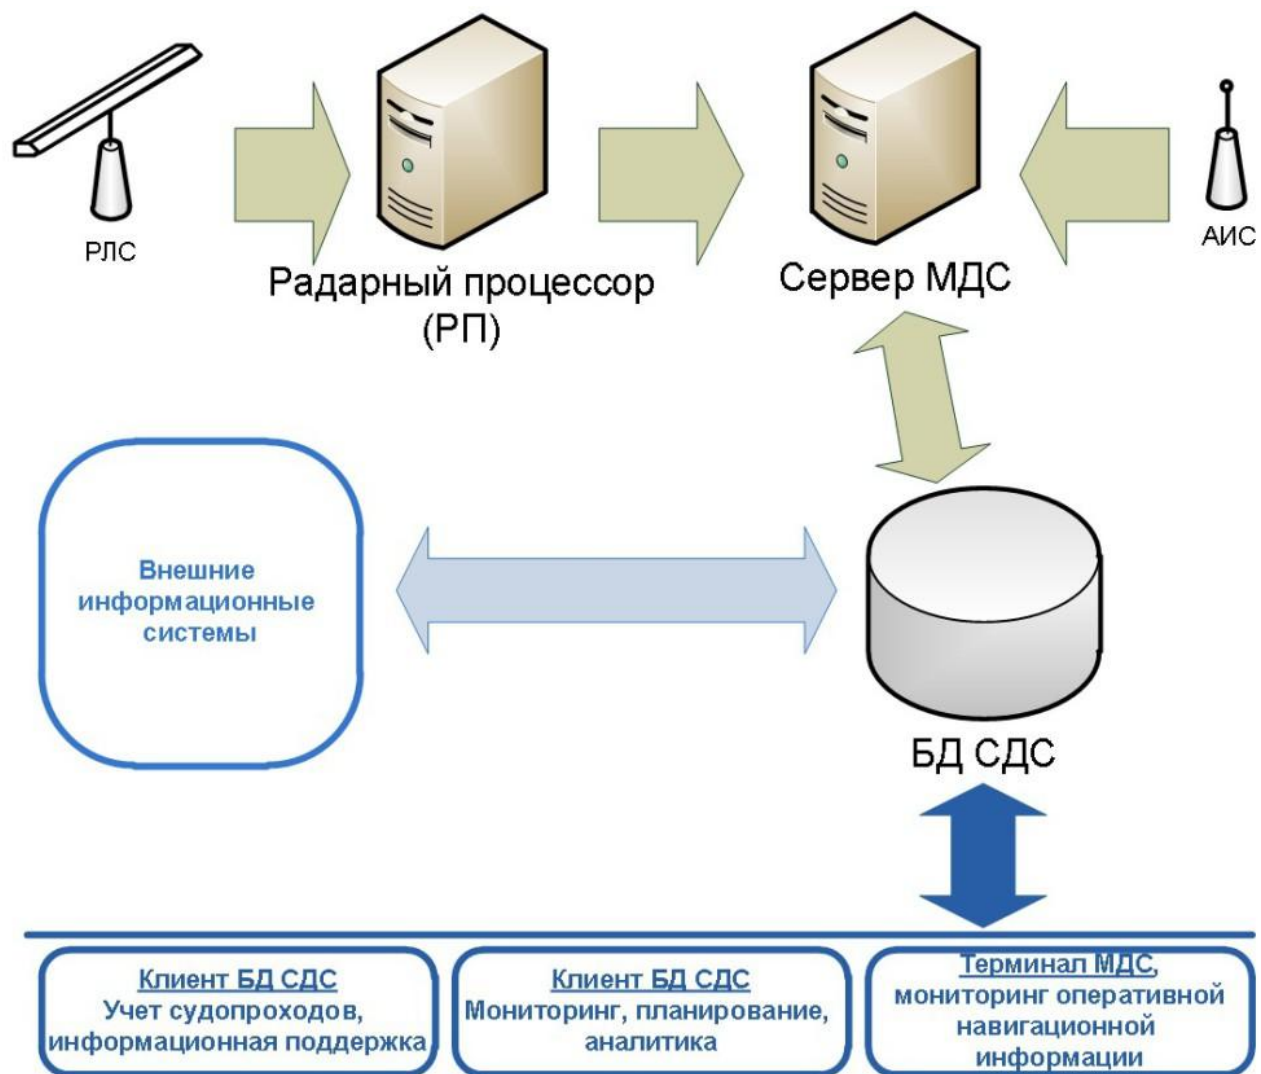 РЛС
Радарный процессор
(РП)
Сервер МДС
АИС
Внешние
информационные
системы
БД СДС
Клиент БД СДС
Учет судопроходов,
информационная поддержка
Клиент БД СДС
Мониторинг, планирование,
аналитика
Терминал МДС,
мониторинг оперативной
навигационной
информации